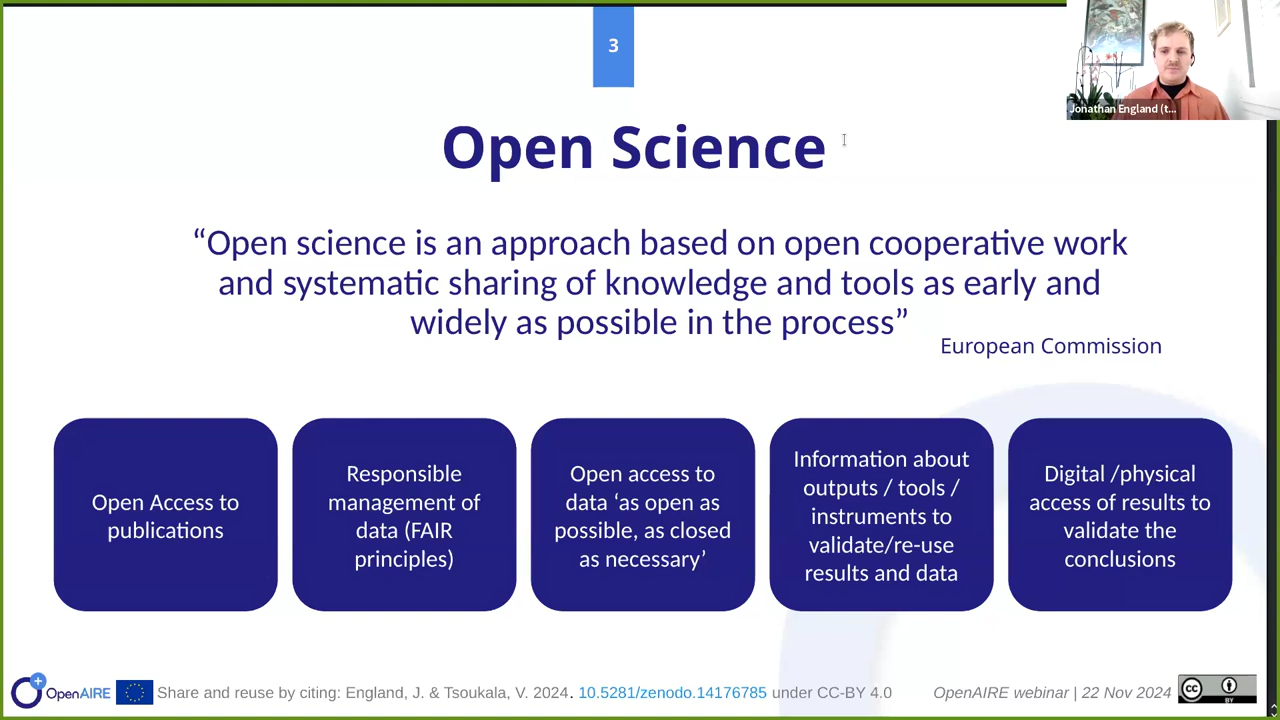 3
Jonathan England (t...
Open Science
“Open science is an approach based on open cooperative work
and systematic sharing of knowledge and tools as early and
widely as possible in the process”
European Commission
Open Access to
publications
Responsible
management of
data (FAIR
principles)
Open access to
data ‘as open as
possible, as closed
as necessary’
Information about
outputs / tools /
instruments to
validate/re-use
results and data
Digital /physical
access of results to
validate the
conclusions
OpenAIRE
Share and reuse by citing: England, J. & Tsoukala, V. 2024. 10.5281/zenodo.14176785 under CC-BY 4.0
OpenAIRE webinar | 22 Nov 2024
CC
BY